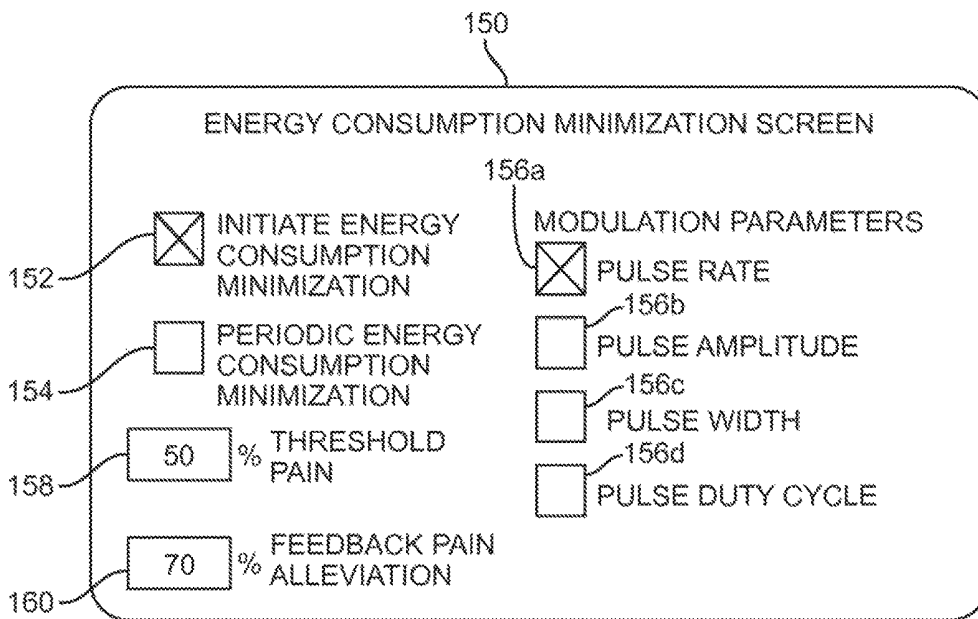 150
ENERGY CONSUMPTION MINIMIZATION SCREEN
152
INITIATE ENERGY
CONSUMPTION
MINIMIZATION
154
PERIODIC ENERGY
CONSUMPTION
MINIMIZATION
158
50 % THRESHOLD
PAIN
160
70 % FEEDBACK PAIN
ALLEVIATION
156a
MODULATION PARAMETERS
PULSE RATE
156b
PULSE AMPLITUDE
156c
PULSE WIDTH
156d
PULSE DUTY CYCLE